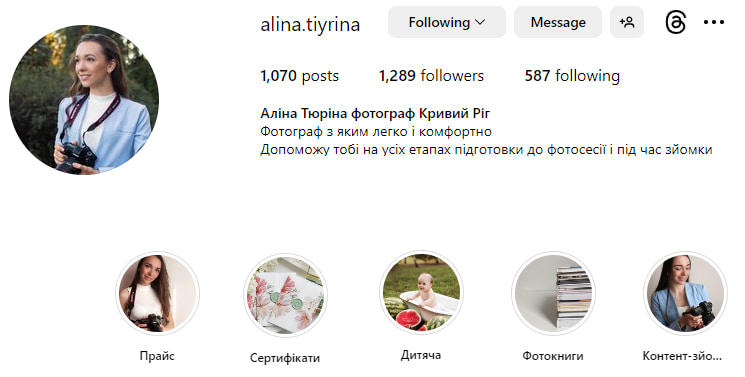 alina.tiyrina
Following
Message
1,070 posts
1,289 followers
587 following
Аліна Тюріна фотограф Кривий Ріг
Фотограф з яким легко і комфортно
Допоможу тобі на усіх етапах підготовки до фотосесії і під час зйомки
Прайс
Сертифікати
Дитяча
Фотокниги
Контент-зйо...